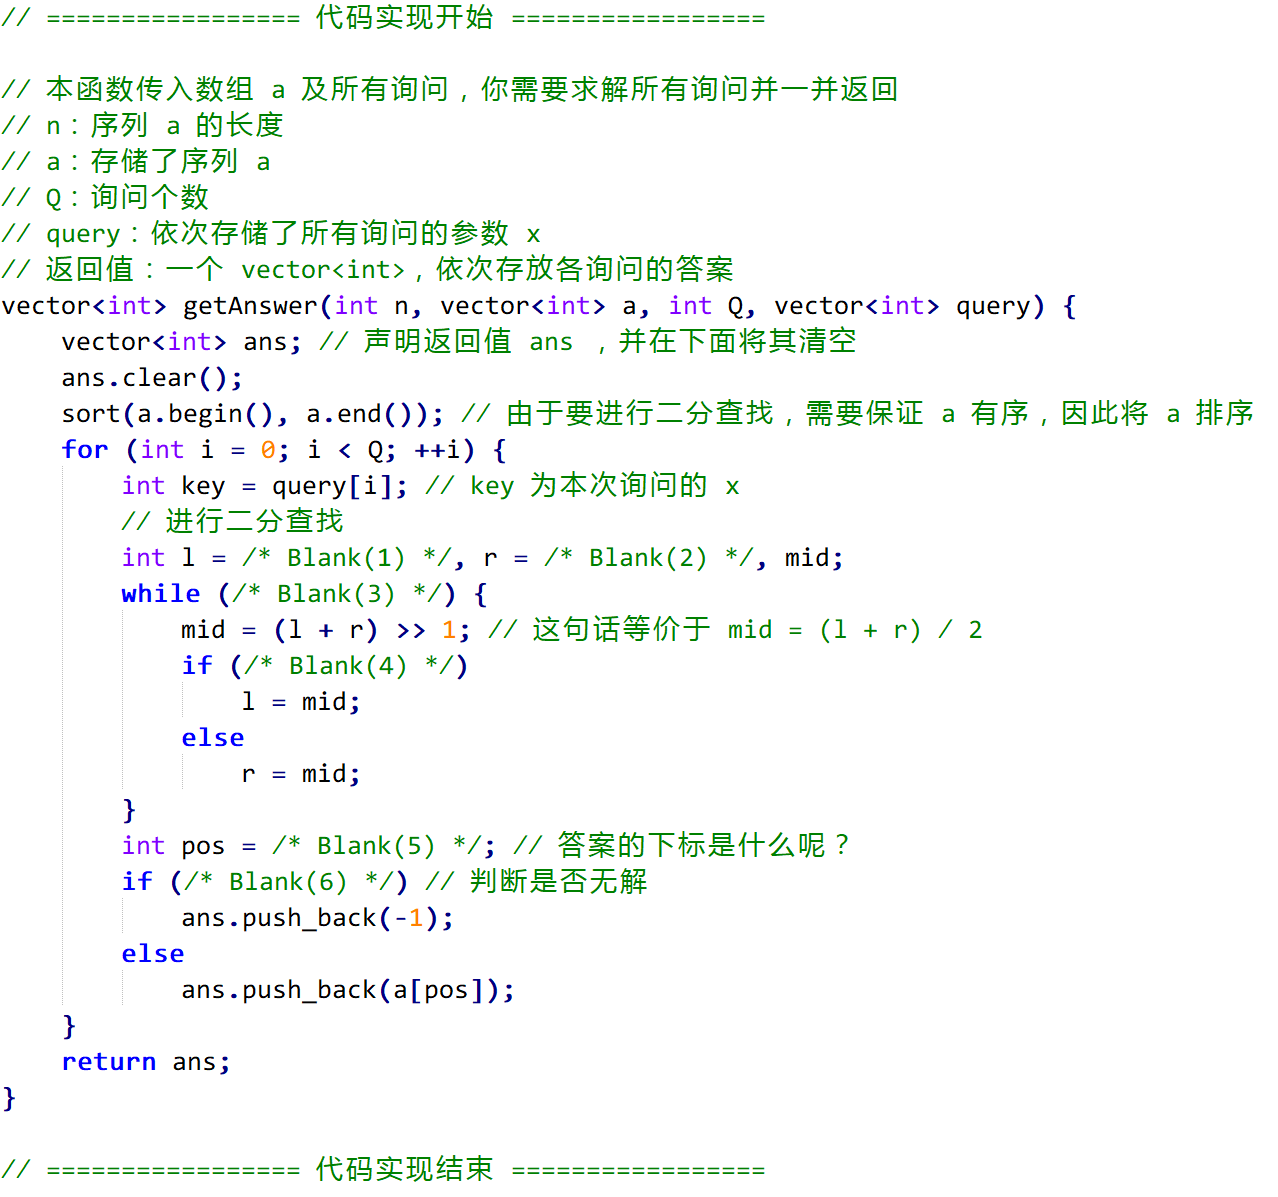 // ================= 代码实现开始 =================
// 本函数传入数组 a 及所有询问，你需要求解所有询问并一并返回
// n：序列 a 的长度
// a：存储了序列 a
// Q：询问个数
// query：依次存储了所有询问的参数 x
// 返回值：一个 vector<int>，依次存放各询问的答案
vector<int> getAnswer(int n, vector<int> a, int Q, vector<int> query) {
    vector<int> ans; // 声明返回值 ans ，并在下面将其清空
    ans.clear();
    sort(a.begin(), a.end()); // 由于要进行二分查找，需要保证 a 有序，因此将 a 排序
    for (int i = 0; i < Q; ++i) {
        int key = query[i]; // key 为本次询问的 x
        // 进行二分查找
        int l = /* Blank(1) */, r = /* Blank(2) */, mid;
        while (/* Blank(3) */) {
            mid = (l + r) >> 1; // 这句话等价于 mid = (l + r) / 2
            if (/* Blank(4) */)
                l = mid;
            else
                r = mid;
        }
        int pos = /* Blank(5) */; // 答案的下标是什么呢？
        if (/* Blank(6) */) // 判断是否无解
            ans.push_back(-1);
        else
            ans.push_back(a[pos]);
    }
    return ans;
}
// ================= 代码实现结束 =================